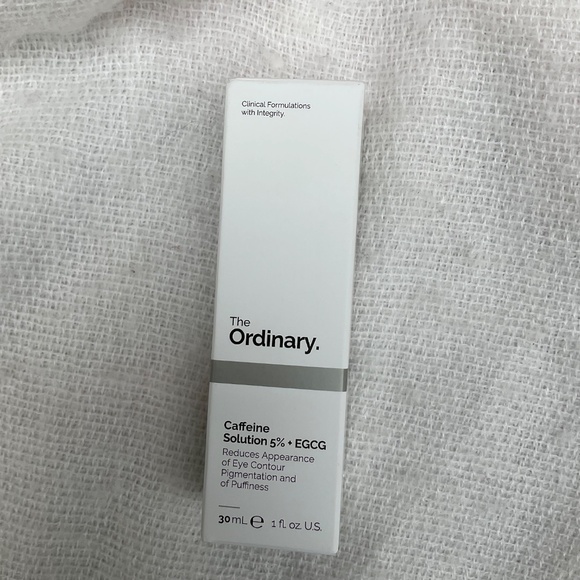 Clinical Formulations
with Integrity.
The
Ordinary.
Caffeine
Solution 5% + EGCG
Reduces Appearance
of Eye Contour
Pigmentation and
of Puffiness
30 mL ℮ 1 fl. oz. U.S.